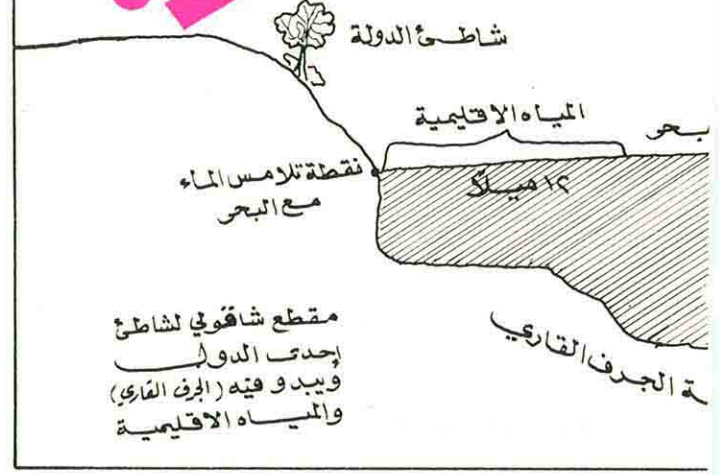 شاطئ الدولة
المياه الاقليمية
بحر
١٢ ميلاً
نقطة تلامس الماء
مع البحر
ة الجرف القاري
مقطع شاقولي لشاطئ
إحدى الدول
ويبدو فيه (الجرف القاري)
والمياه الاقليمية